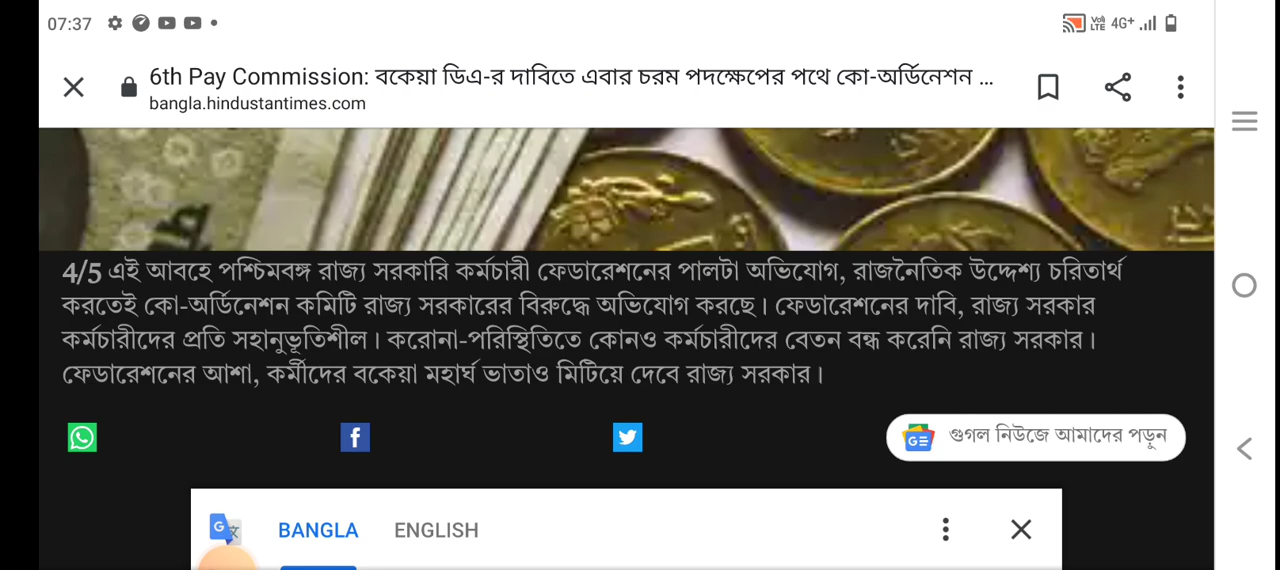 07:37
Vo)) LTE 4G+
6th Pay Commission: বকেয়া ডিএ-র দাবিতে এবার চরম পদক্ষেপের পথে কো-অর্ডিনেশন ...
bangla.hindustantimes.com
4/5 এই আবহে পশ্চিমবঙ্গ রাজ্য সরকারি কর্মচারী ফেডারেশনের পালটা অভিযোগ, রাজনৈতিক উদ্দেশ্য চরিতার্থ
করতেই কো-অর্ডিনেশন কমিটি রাজ্য সরকারের বিরুদ্ধে অভিযোগ করছে। ফেডারেশনের দাবি, রাজ্য সরকার
কর্মচারীদের প্রতি সহানুভূতিশীল। করোনা-পরিস্থিতিতে কোনও কর্মচারীদের বেতন বন্ধ করেনি রাজ্য সরকার।
ফেডারেশনের আশা, কর্মীদের বকেয়া মহার্ঘ ভাতাও মিটিয়ে দেবে রাজ্য সরকার।
গুগল নিউজে আমাদের পড়ুন
BANGLA ENGLISH